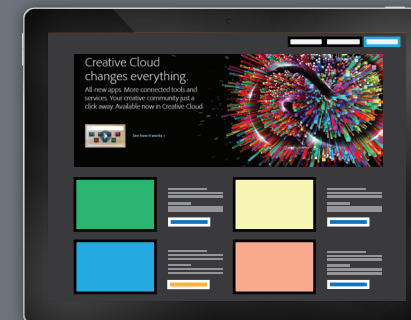 Creative Cloud
changes everything.
All-new apps. More connected tools and
services. Your creative community just a
click away. Available now in Creative Cloud.
See how it works ›